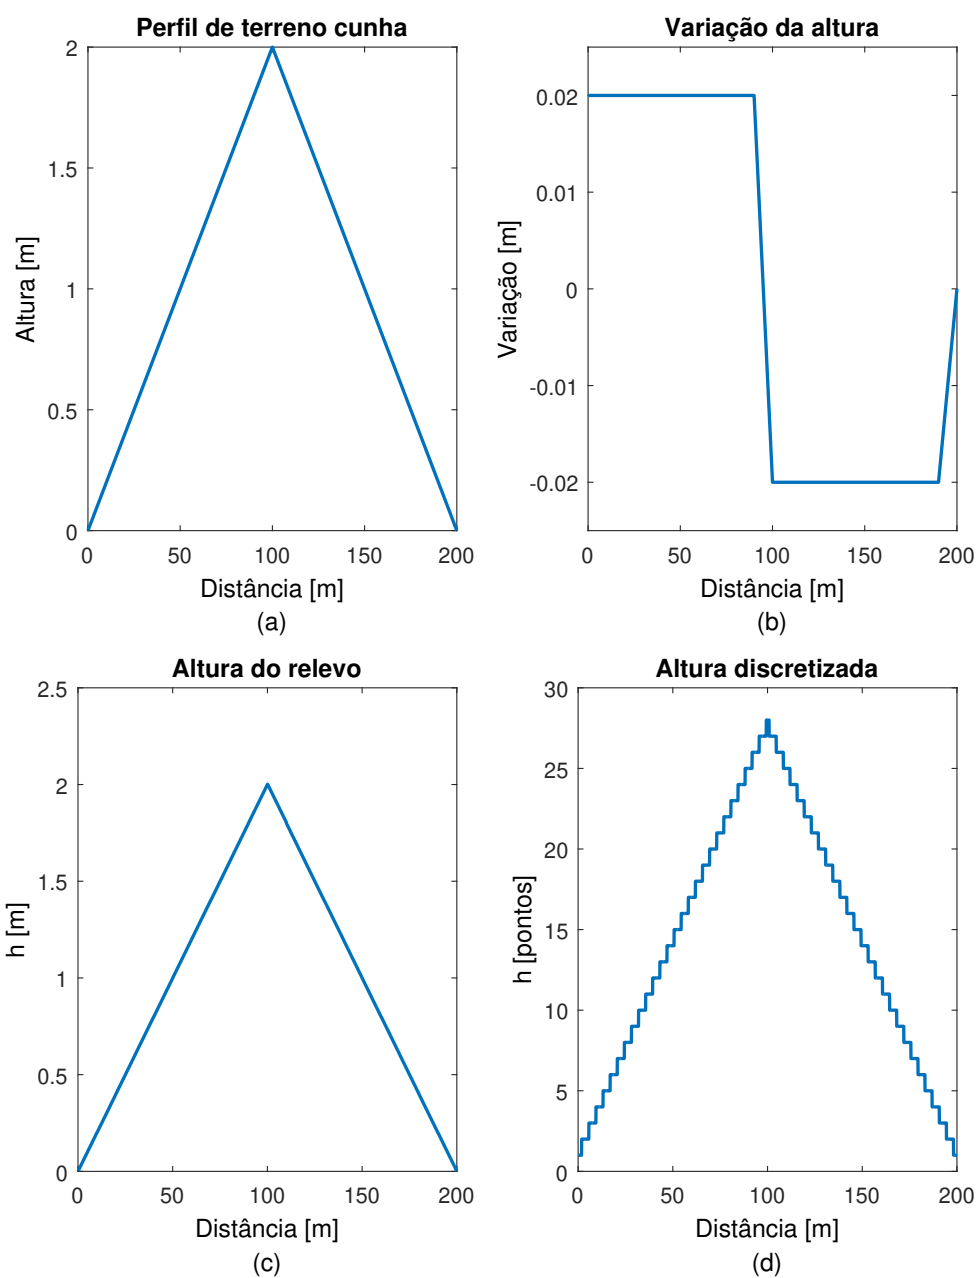 Perfil de terreno cunha
2
1.5
1
0.5
0
Altura [m]
0 50 100 150 200
Distância [m]
(a)
Variação da altura
0.02
0.02
0
-0.01
-0.02
Variação [m]
0 50 100 150 200
Distância [m]
(b)
Altura do relevo
2.5
2
1.5
1
0.5
0
h [m]
0 50 100 150 200
Distância [m]
(c)
Altura discretizada
30
25
20
15
10
5
0
h [pontos]
0 50 100 150 200
Distância [m]
(d)